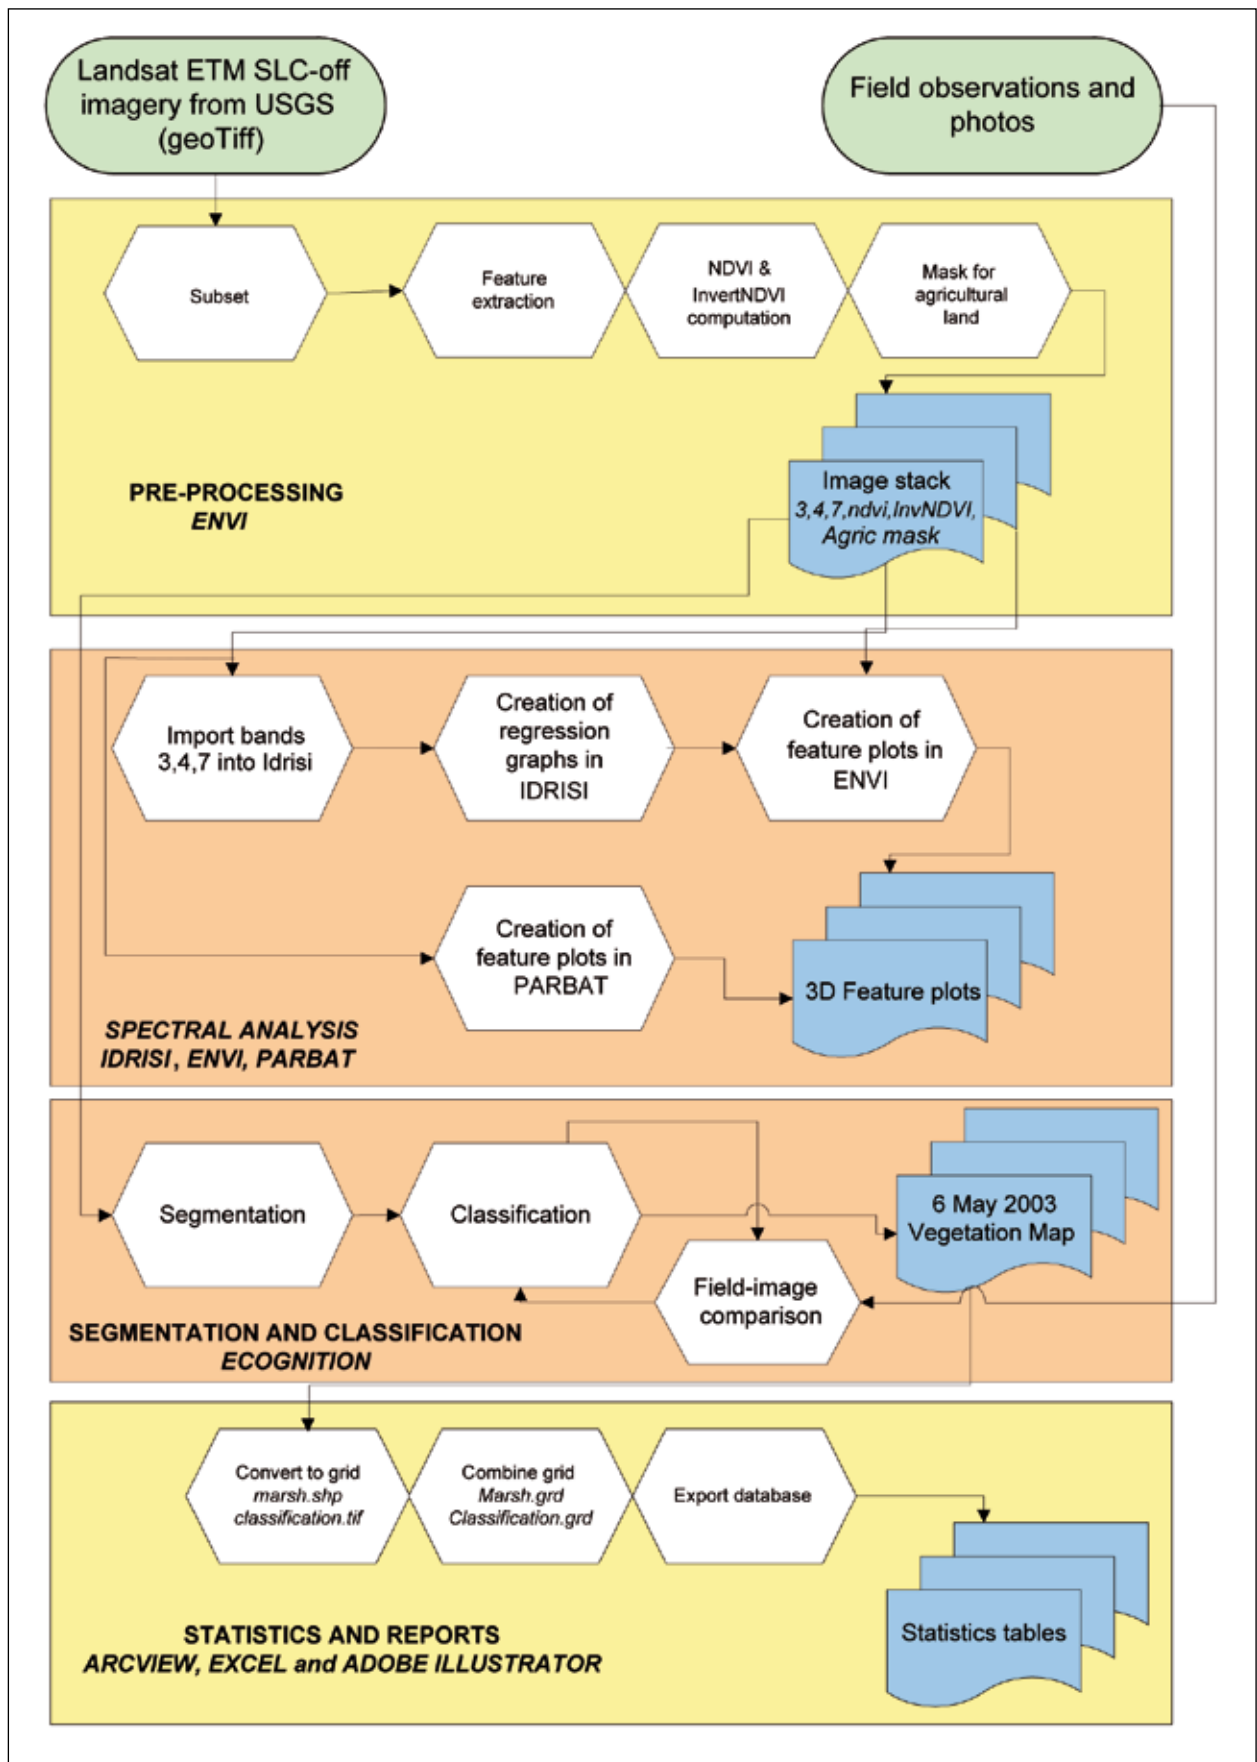 Landsat ETM SLC-off
imagery from USGS
(geoTiff)
Field observations and
photos
Subset
Feature
extraction
NDVI &
InvertNDVI
computation
Mask for
agricultural
land
Image stack
3,4,7,ndvi,InvNDVI,
Agric mask
PRE-PROCESSING
ENVI
Import bands
3,4,7 into Idrisi
Creation of
regression
graphs in
IDRISI
Creation of
feature plots in
ENVI
Creation of
feature plots in
PARBAT
3D Feature plots
SPECTRAL ANALYSIS
IDRISI, ENVI, PARBAT
Segmentation
Classification
6 May 2003
Vegetation Map
Field-image
comparison
SEGMENTATION AND CLASSIFICATION
ECOGNITION
Convert to grid
marsh.shp
classification.tif
Combine grid
Marsh.grd
Classification.grd
Export database
Statistics tables
STATISTICS AND REPORTS
ARCVIEW, EXCEL and ADOBE ILLUSTRATOR